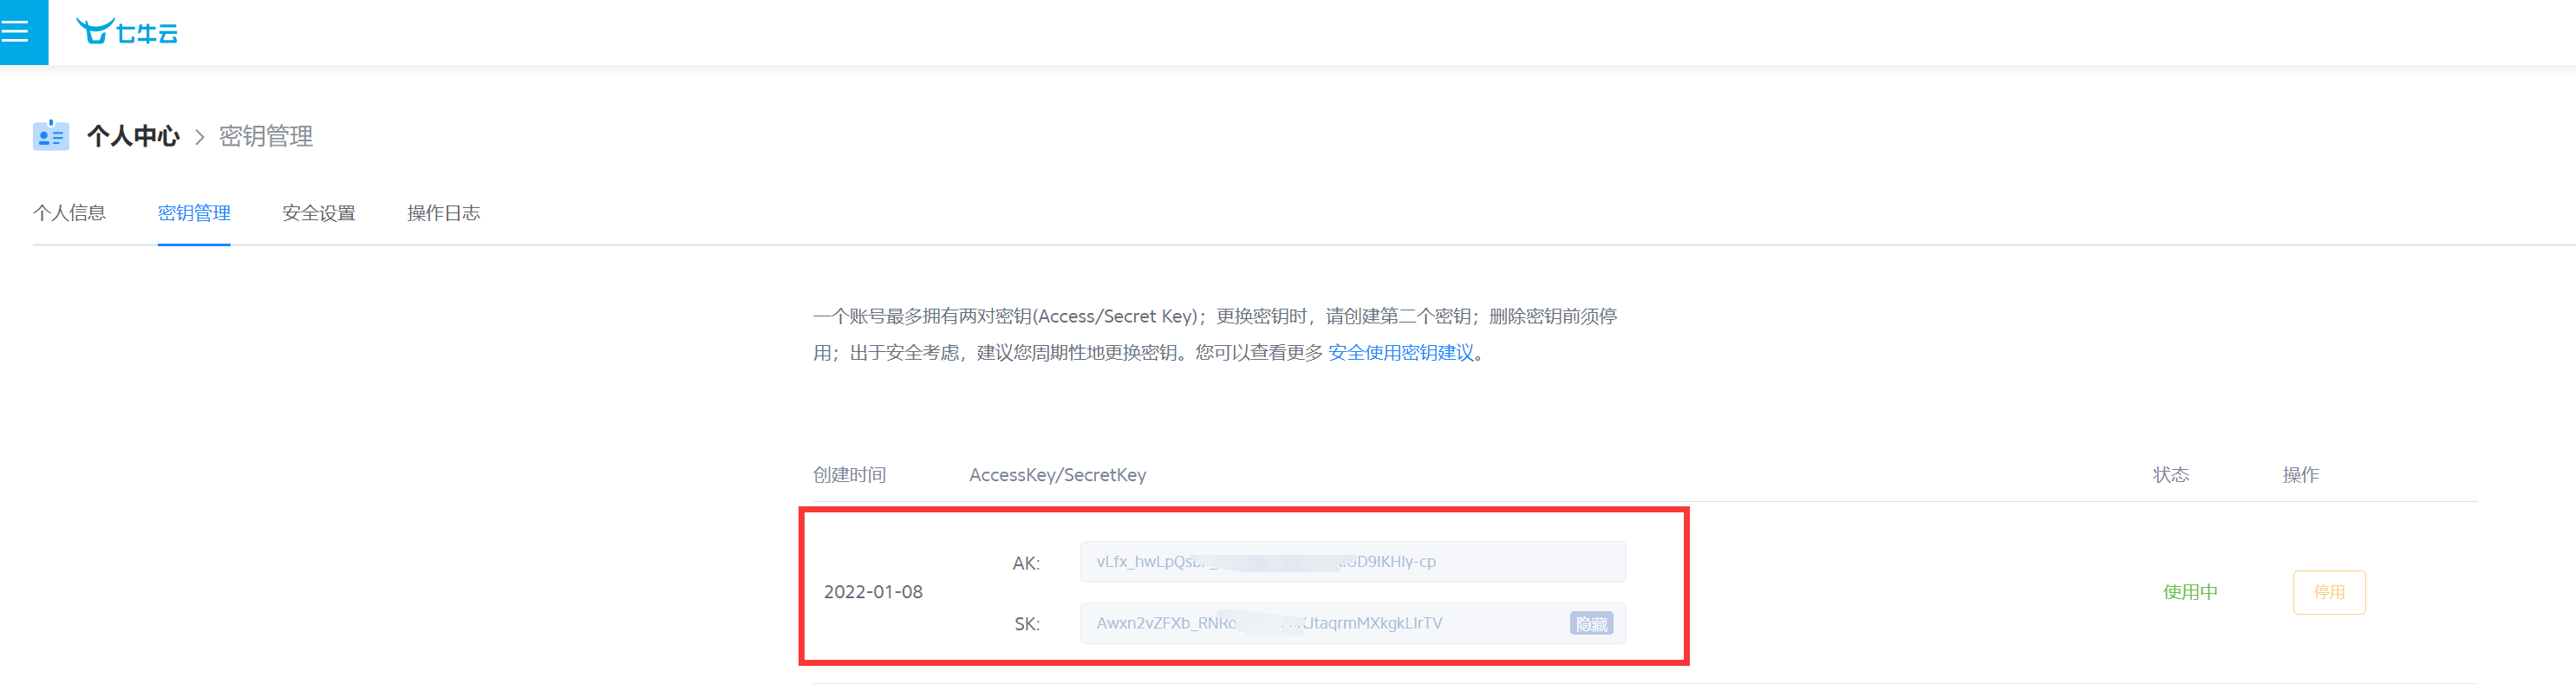 七牛云
个人中心 > 密钥管理
个人信息 密钥管理 安全设置 操作日志
一个账号最多拥有两对密钥(Access/Secret Key)；更换密钥时，请创建第二个密钥；删除密钥前须停
用；出于安全考虑，建议您周期性地更换密钥。您可以查看更多 安全使用密钥建议。
创建时间 AccessKey/SecretKey 状态 操作
2022-01-08
AK: vLfx_hwLpQs D9IKHly-cp
SK: Awxn2vZFXb_RNR JtaqrmMXkgkLIrTV 隐藏
使用中 停用